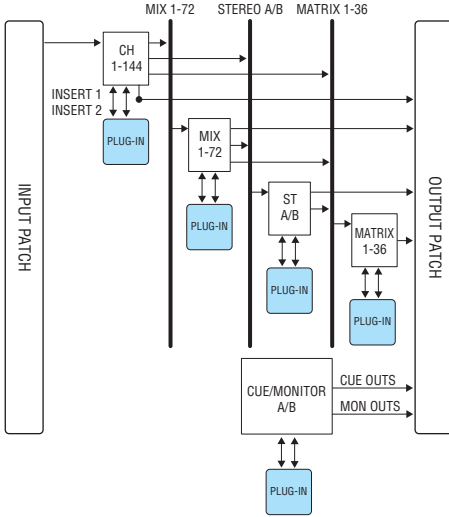 MIX 1-72
STEREO A/B
MATRIX 1-36
CH
1-144
INSERT 1
INSERT 2
PLUG-IN
MIX
1-72
PLUG-IN
ST
A/B
PLUG-IN
MATRIX
1-36
PLUG-IN
INPUT PATCH
OUTPUT PATCH
CUE/MONITOR
A/B
CUE OUTS
MON OUTS
PLUG-IN